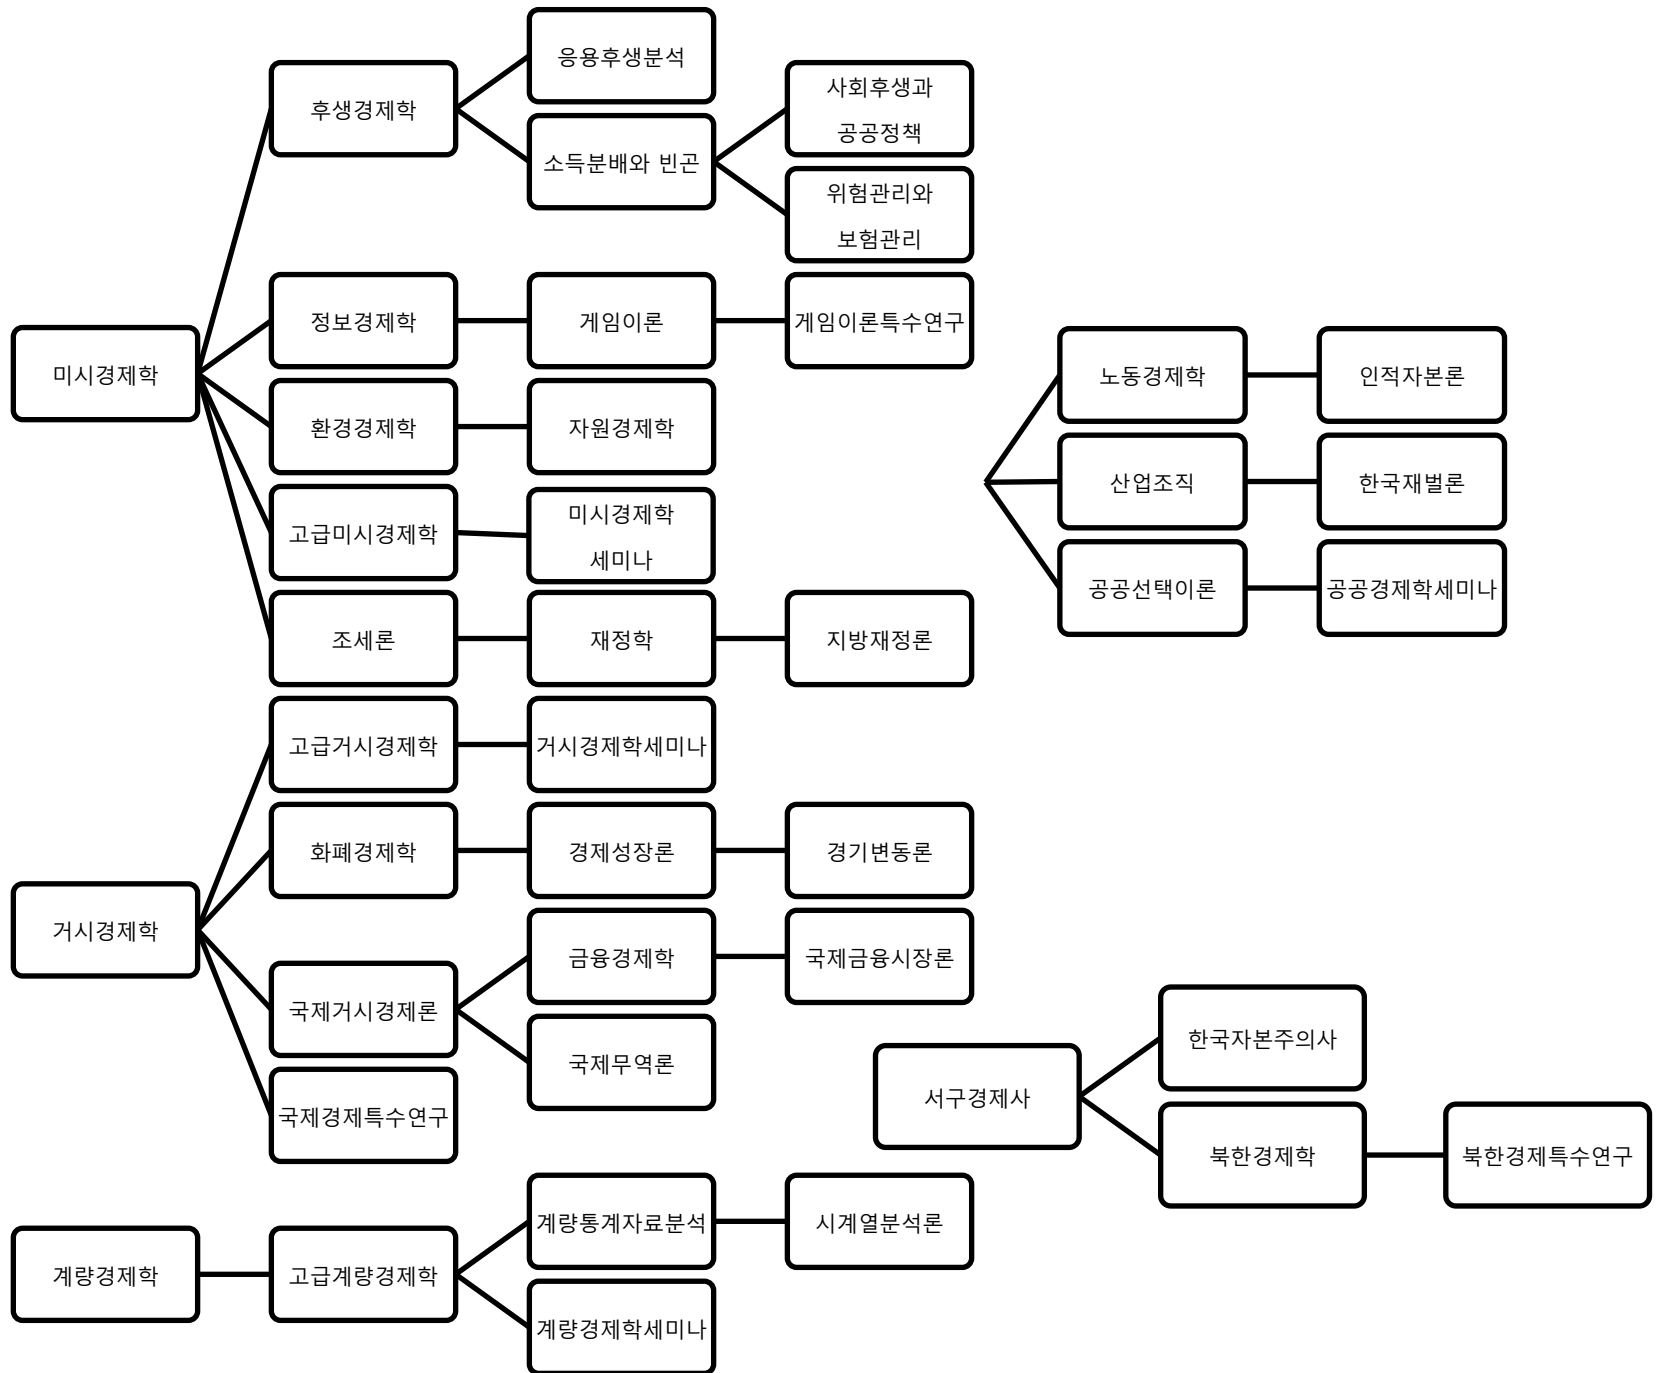 응용후생분석
후생경제학
사회후생과
공공정책
소득분배와 빈곤
위험관리와
보험관리
미시경제학
정보경제학
게임이론
게임이론특수연구
환경경제학
자원경제학
고급미시경제학
미시경제학
세미나
조세론
재정학
지방재정론
노동경제학
인적자본론
산업조직
한국재벌론
공공선택이론
공공경제학세미나
거시경제학
고급거시경제학
거시경제학세미나
화폐경제학
경제성장론
경기변동론
국제거시경제론
금융경제학
국제금융시장론
국제무역론
국제경제특수연구
서구경제사
한국자본주의사
북한경제학
북한경제특수연구
계량경제학
고급계량경제학
계량통계자료분석
시계열분석론
계량경제학세미나